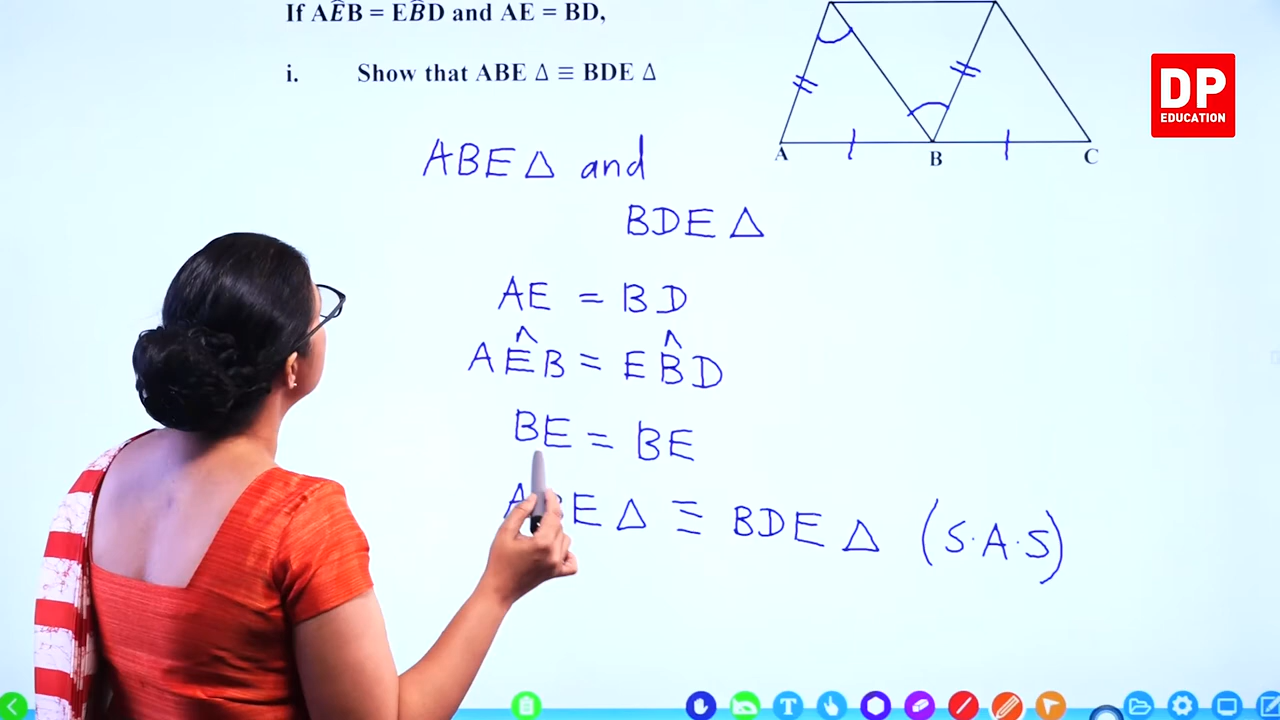 If AÊB = EB̂D and AE = BD,
i. Show that ABE Δ ≡ BDE Δ
A B C
DP
EDUCATION
ABE Δ and
BDE Δ
AE = BD
AÊB = EB̂D
BE = BE
ABE Δ ≡ BDE Δ (S.A.S)